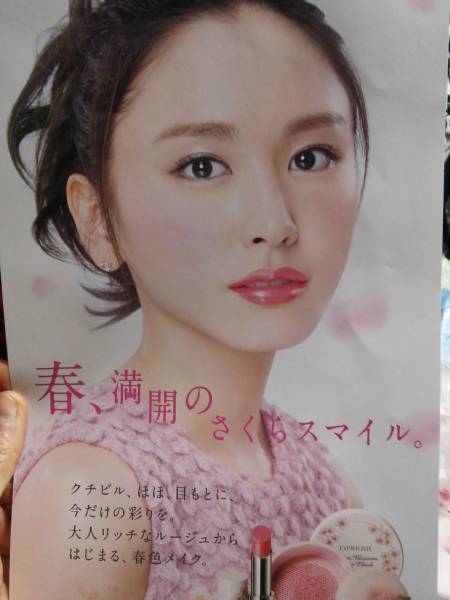 春、満開の
さくらスマイル。
クチビル、ほほ、目もとに、
今だけの彩りを。
大人リッチなルージュから
はじまる、春色メイク。
ESPRIQUE